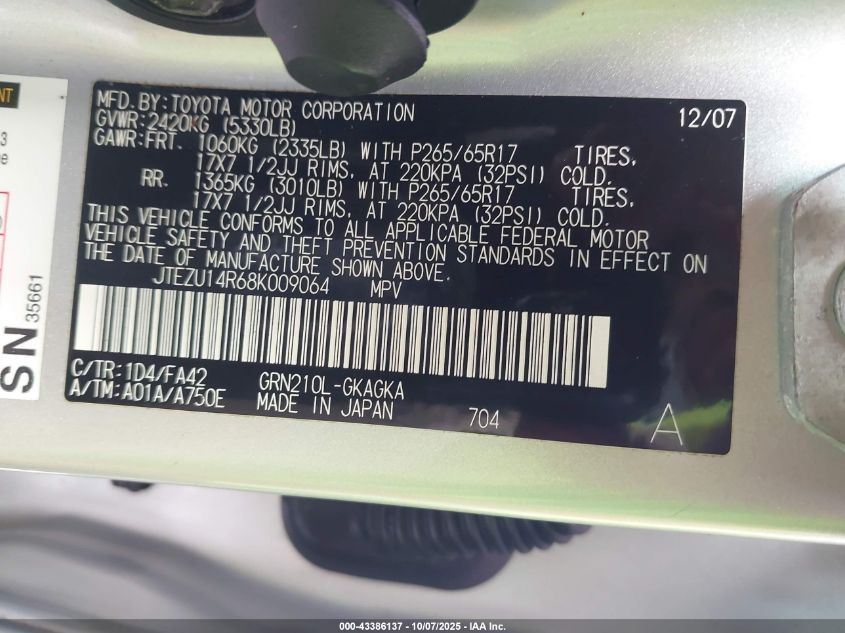 MFD. BY: TOYOTA MOTOR CORPORATION 12/07
GVWR: 2420KG (5330LB)
GAWR: FRT. 1060KG (2335LB) WITH P265/65R17 TIRES,
17X7 1/2JJ RIMS, AT 220KPA (32PSI) COLD.
RR. 1365KG (3010LB) WITH P265/65R17 TIRES,
17X7 1/2JJ RIMS, AT 220KPA (32PSI) COLD.
THIS VEHICLE CONFORMS TO ALL APPLICABLE FEDERAL MOTOR
VEHICLE SAFETY AND THEFT PREVENTION STANDARDS IN EFFECT ON
THE DATE OF MANUFACTURE SHOWN ABOVE.
JTEZU14R68K009064 MPV
C/TR: 1D4/FA42 GRN210L-GKAGKA
A/TM: A01A/A750E MADE IN JAPAN 704 A
SN 35661
000-43386137 - 10/07/2025 - IAA Inc.